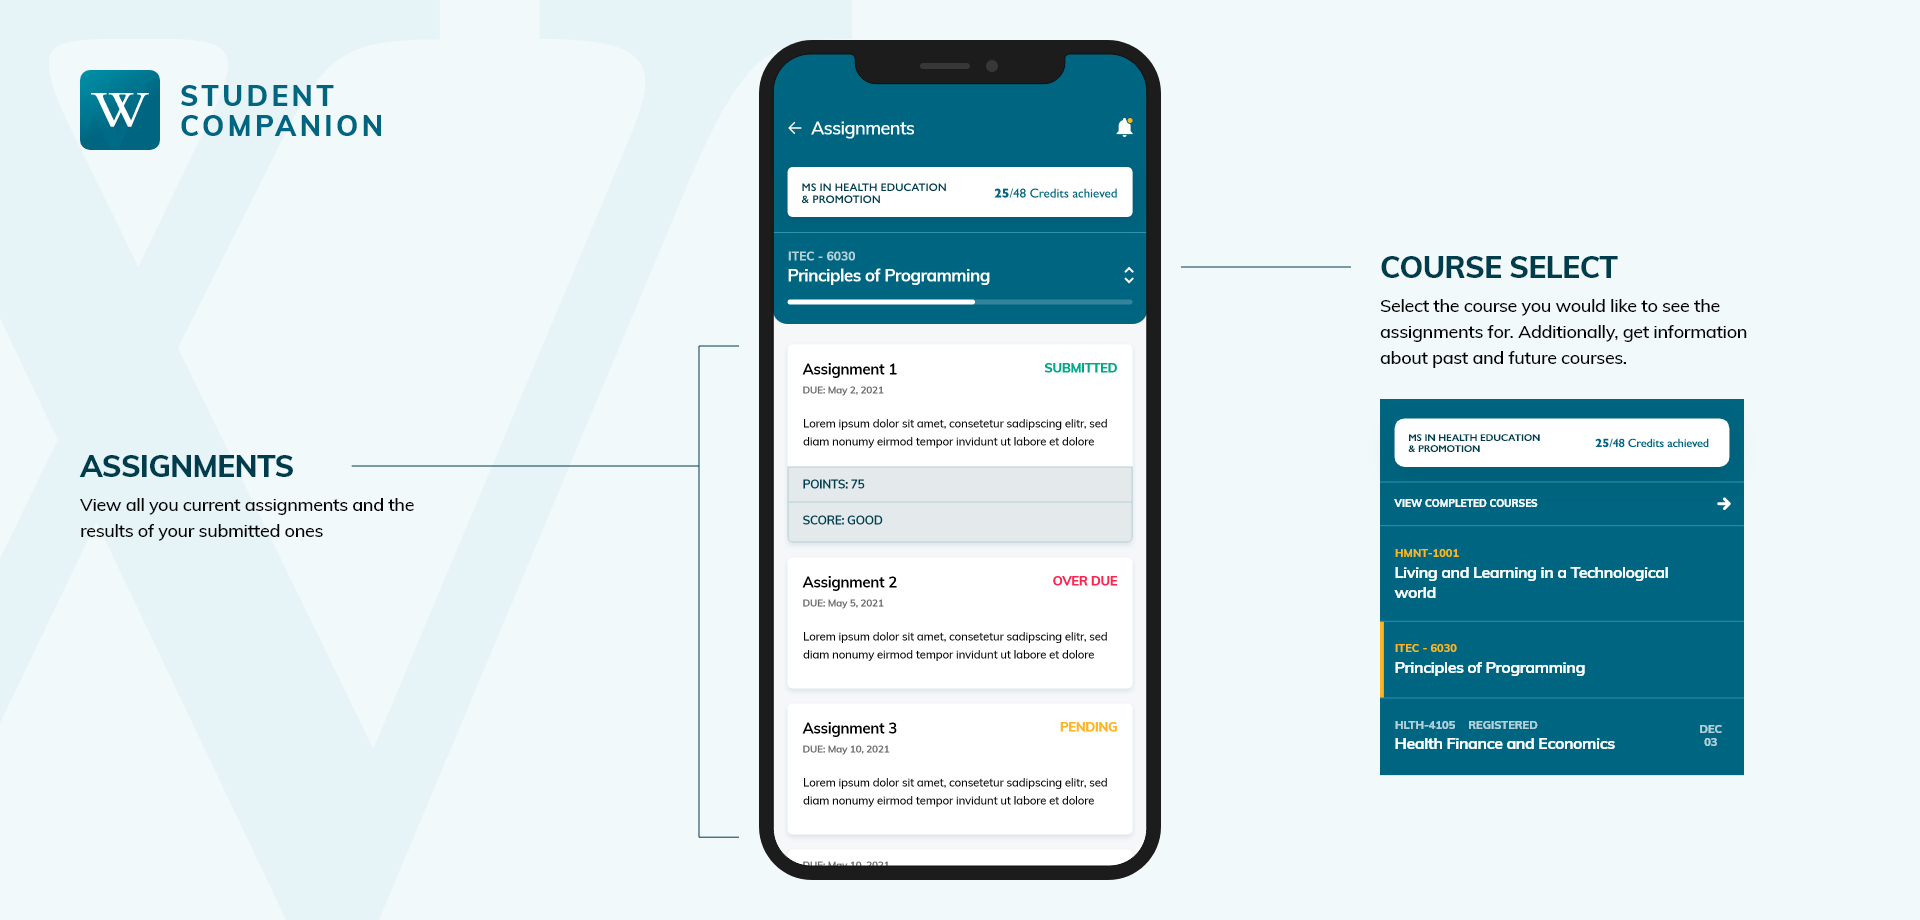 W
STUDENT
COMPANION
ASSIGNMENTS
View all you current assignments and the
results of your submitted ones
Assignments
MS IN HEALTH EDUCATION
& PROMOTION
25/48 Credits achieved
ITEC - 6030
Principles of Programming
Assignment 1
SUBMITTED
DUE: May 2, 2021
Lorem ipsum dolor sit amet, consetetur sadipscing elitr, sed
diam nonumy eirmod tempor invidunt ut labore et dolore
POINTS: 75
SCORE: GOOD
Assignment 2
OVER DUE
DUE: May 5, 2021
Lorem ipsum dolor sit amet, consetetur sadipscing elitr, sed
diam nonumy eirmod tempor invidunt ut labore et dolore
Assignment 3
PENDING
DUE: May 10, 2021
Lorem ipsum dolor sit amet, consetetur sadipscing elitr, sed
diam nonumy eirmod tempor invidunt ut labore et dolore
DUE: May 10, 2021
COURSE SELECT
Select the course you would like to see the
assignments for. Additionally, get information
about past and future courses.
MS IN HEALTH EDUCATION
& PROMOTION
25/48 Credits achieved
VIEW COMPLETED COURSES
HMNT-1001
Living and Learning in a Technological
world
ITEC - 6030
Principles of Programming
HLTH-4105 REGISTERED
Health Finance and Economics
DEC
03